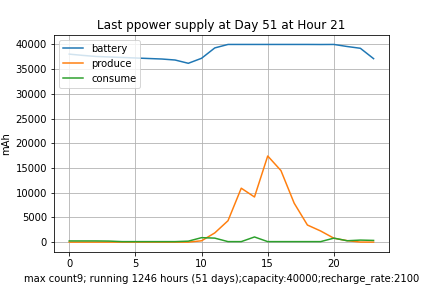 Last ppower supply at Day 51 at Hour 21
40000
35000
30000
25000
20000
15000
10000
5000
0
mAh
battery
produce
consume
0 5 10 15 20
max count9; running 1246 hours (51 days);capacity:40000;recharge_rate:2100